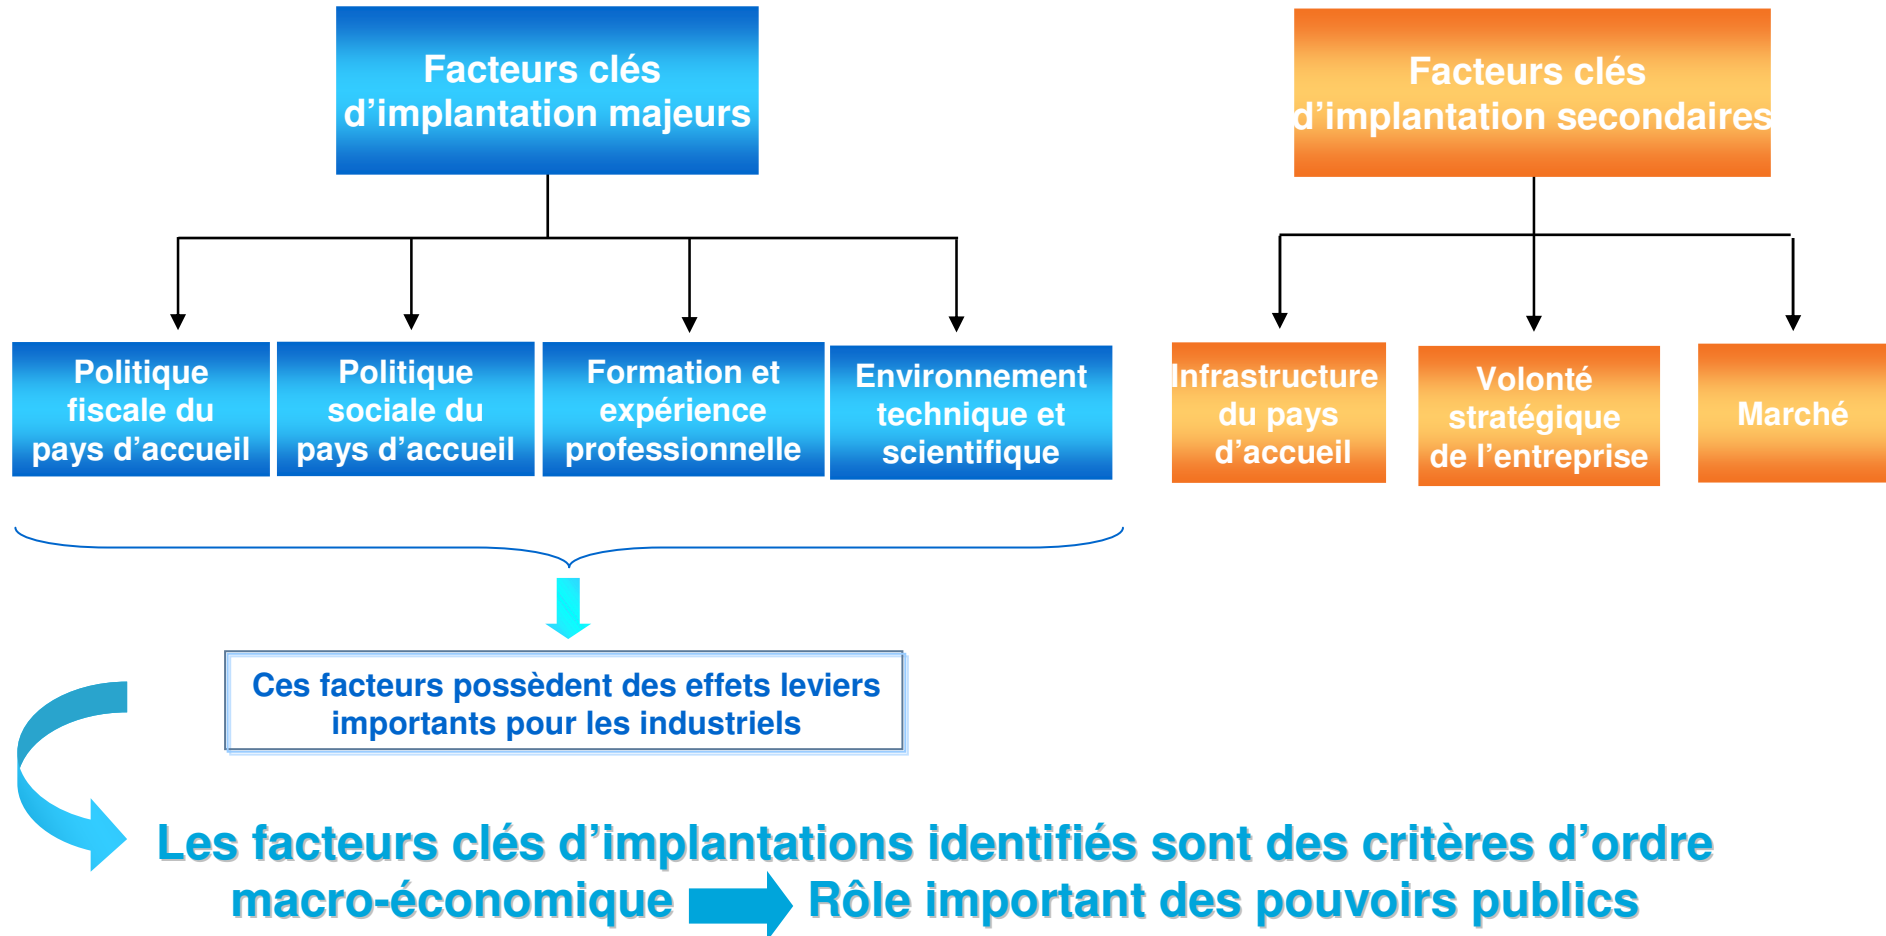 Facteurs clés
d’implantation majeurs
Facteurs clés
d’implantation secondaires
Politique
fiscale du
pays d’accueil
Politique
sociale du
pays d’accueil
Formation et
expérience
professionnelle
Environnement
technique et
scientifique
Infrastructure
du pays
d’accueil
Volonté
stratégique
de l’entreprise
Marché
Ces facteurs possèdent des effets leviers
importants pour les industriels
Les facteurs clés d’implantations identifiés sont des critères d’ordre
macro-économique Rôle important des pouvoirs publics